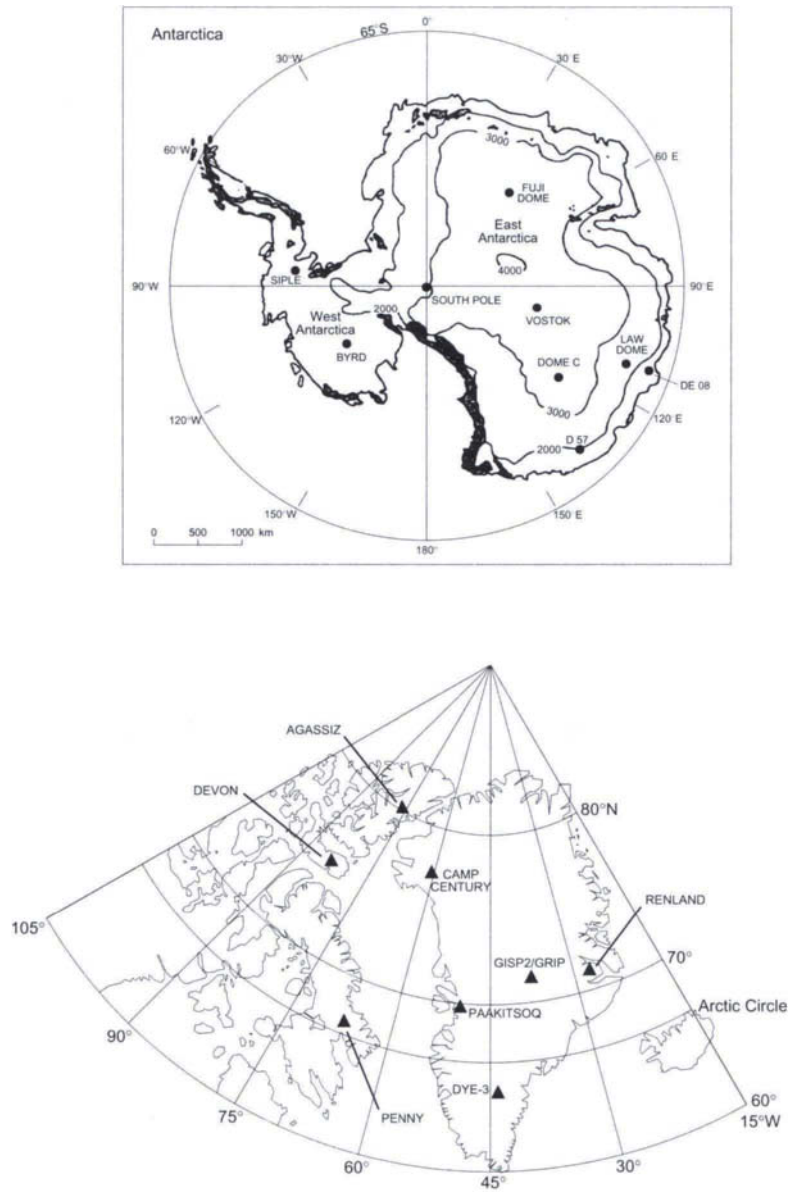 Antarctica
65°S
0°
30°W
30°E
60°W
60 E
3000
FUJI
DOME
East
Antarctica
4000
SIPLE
90°W
90°E
SOUTH POLE
2000
West
Antarctica
BYRD
VOSTOK
LAW
DOME
DOME C
DE 08
3000
120°W
120°E
D 57
2000
150°W
150°E
0 500 1000 km
180°
AGASSIZ
DEVON
80°N
CAMP
CENTURY
RENLAND
105°
GISP2/GRIP
70°
PAAKITSOQ
Arctic Circle
90°
DYE-3
75°
PENNY
60°
15°W
60°
30°
45°